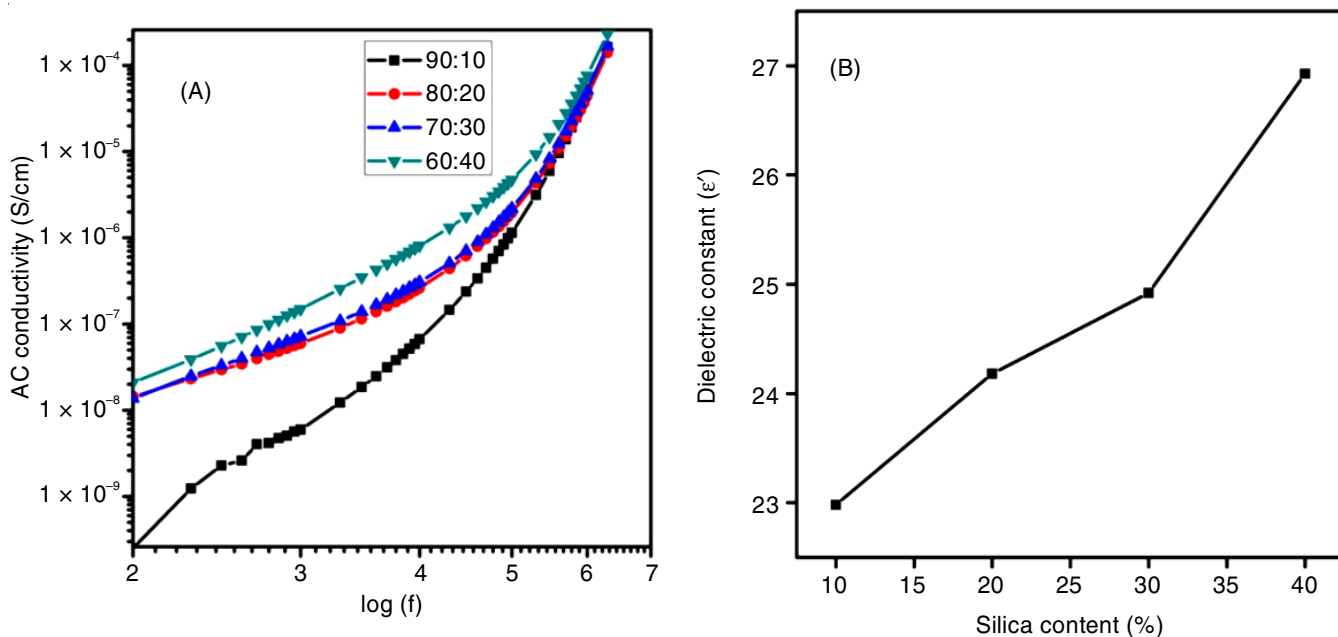 1 × 10⁻⁴
1 × 10⁻⁵
1 × 10⁻⁶
1 × 10⁻⁷
1 × 10⁻⁸
1 × 10⁻⁹
AC conductivity (S/cm)
(A)
90:10
80:20
70:30
60:40
2 3 4 5 6 7
log (f)
(B)
27
26
25
24
23
Dielectric constant (ε′)
10 15 20 25 30 35 40
Silica content (%)